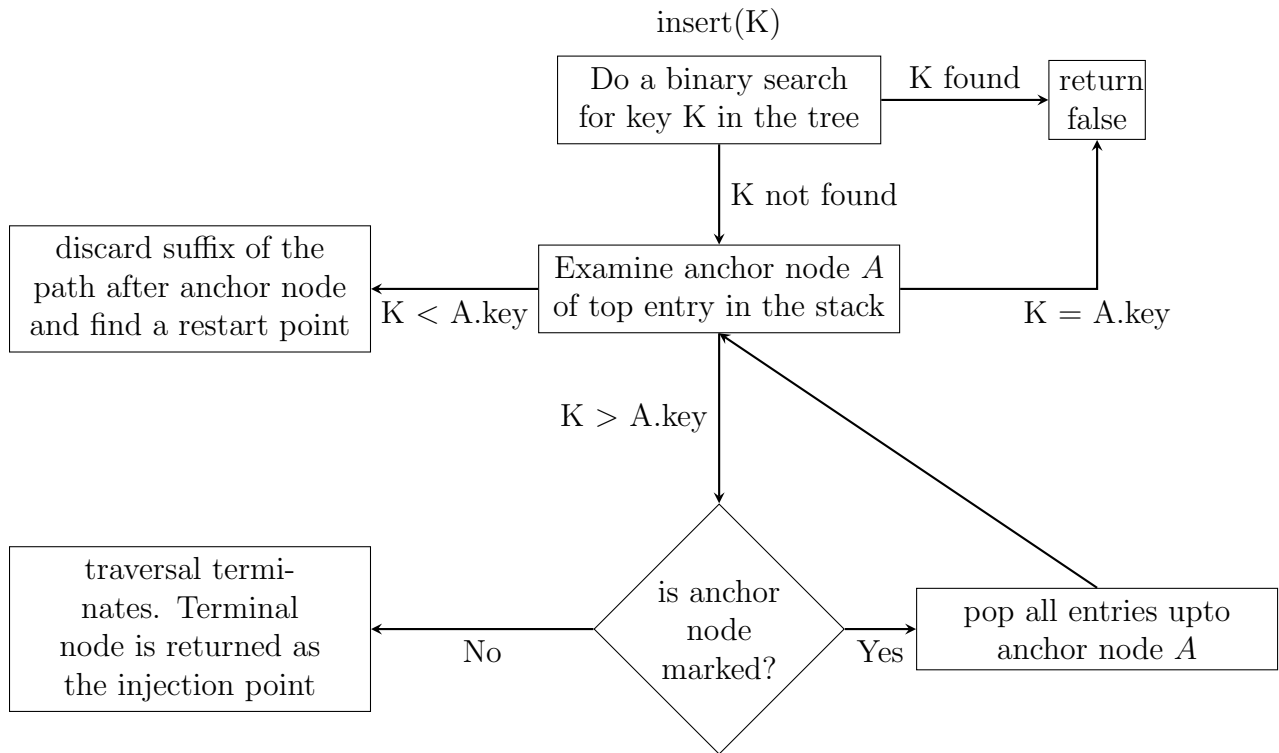 insert(K)
Do a binary search
for key K in the tree
K found
return
false
K not found
discard suffix of the
path after anchor node
and find a restart point
K < A.key
Examine anchor node A
of top entry in the stack
K = A.key
K > A.key
traversal termi-
nates. Terminal
node is returned as
the injection point
No
is anchor
node
marked?
Yes
pop all entries upto
anchor node A